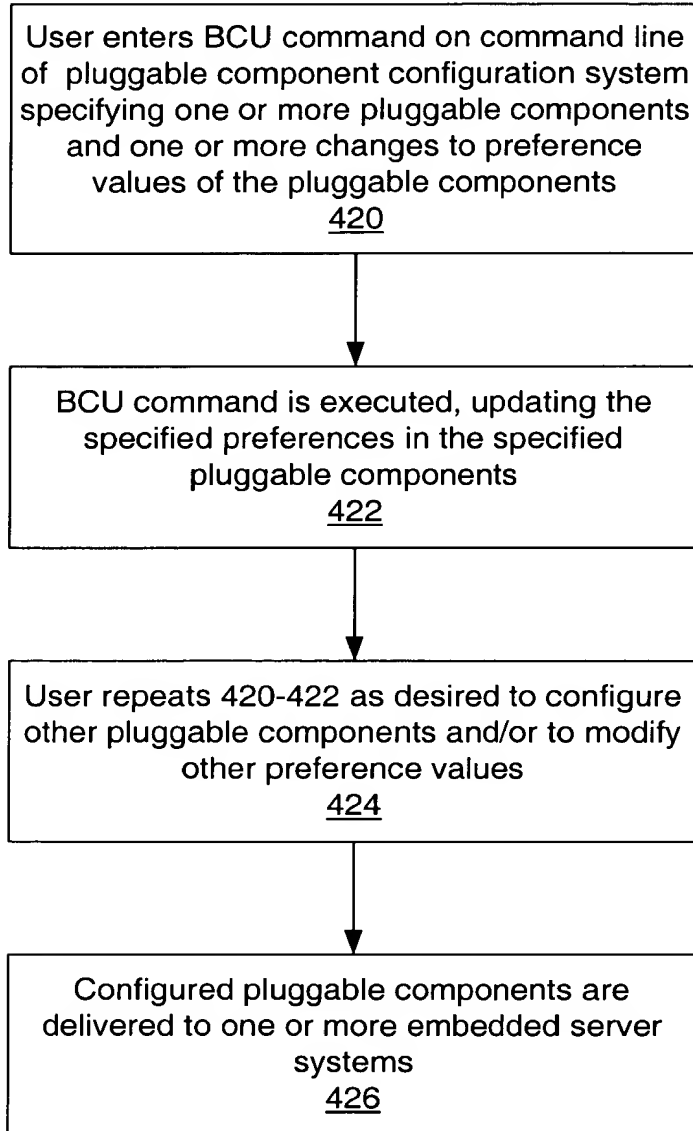 User enters BCU command on command line
of pluggable component configuration system
specifying one or more pluggable components
and one or more changes to preference
values of the pluggable components
420
BCU command is executed, updating the
specified preferences in the specified
pluggable components
422
User repeats 420-422 as desired to configure
other pluggable components and/or to modify
other preference values
424
Configured pluggable components are
delivered to one or more embedded server
systems
426